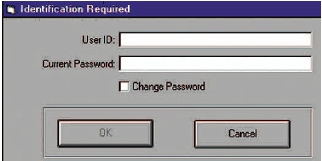 Identification Required
User ID:
Current Password:
Change Password
OK Cancel